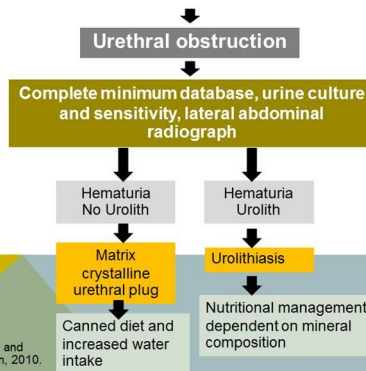 Urethral obstruction
Complete minimum database, urine culture
and sensitivity, lateral abdominal
radiograph
Hematuria
No Urolith
Hematuria
Urolith
Matrix
crystalline
urethral plug
Urolithiasis
Canned diet and
increased water
intake
Nutritional management
dependent on mineral
composition
and
2010.